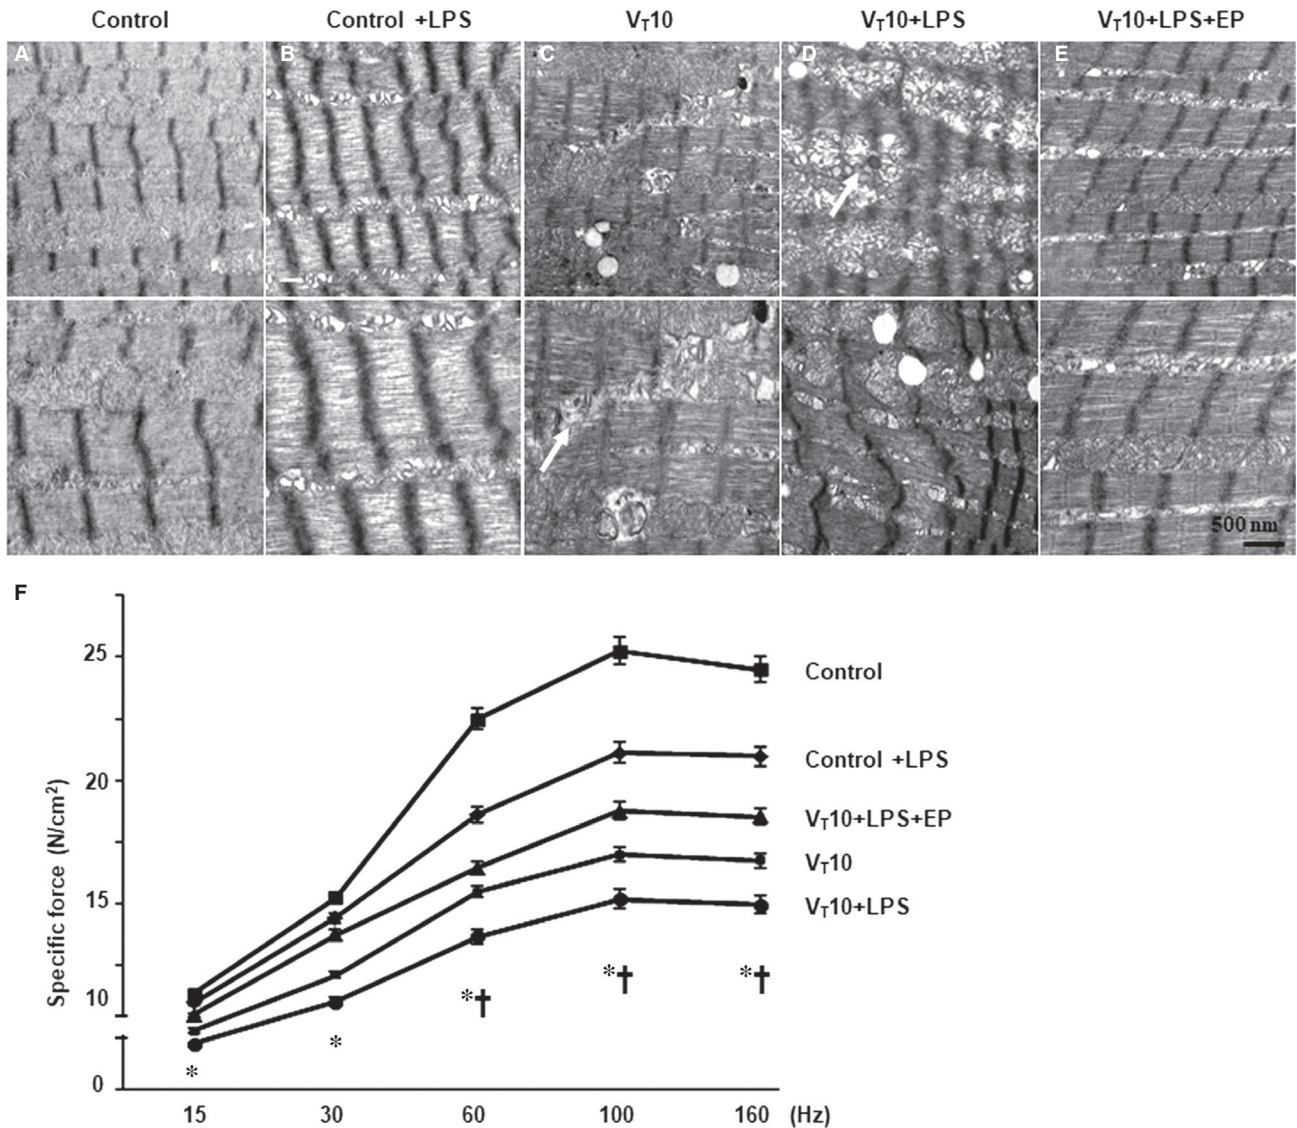 Control Control +LPS VT10 VT10+LPS VT10+LPS+EP
A B C D E
500 nm
F
25
Control
Control +LPS
20
VT10+LPS+EP
VT10
15
VT10+LPS
Specific force (N/cm²)
*† *†
10
*†
*
*
0
15 30 60 100 160 (Hz)